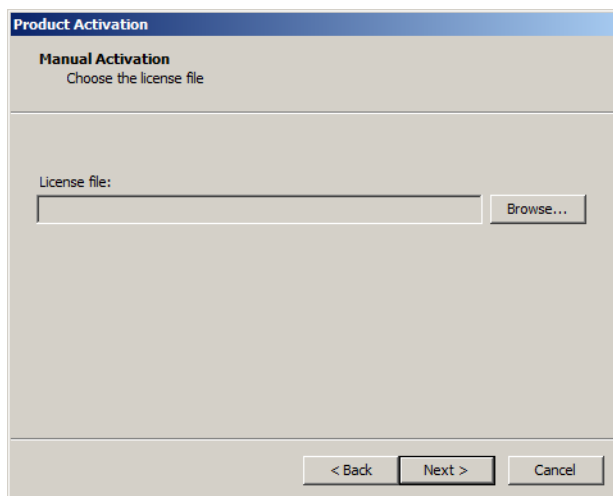 Product Activation
Manual Activation
Choose the license file
License file:
Browse...
< Back
Next >
Cancel